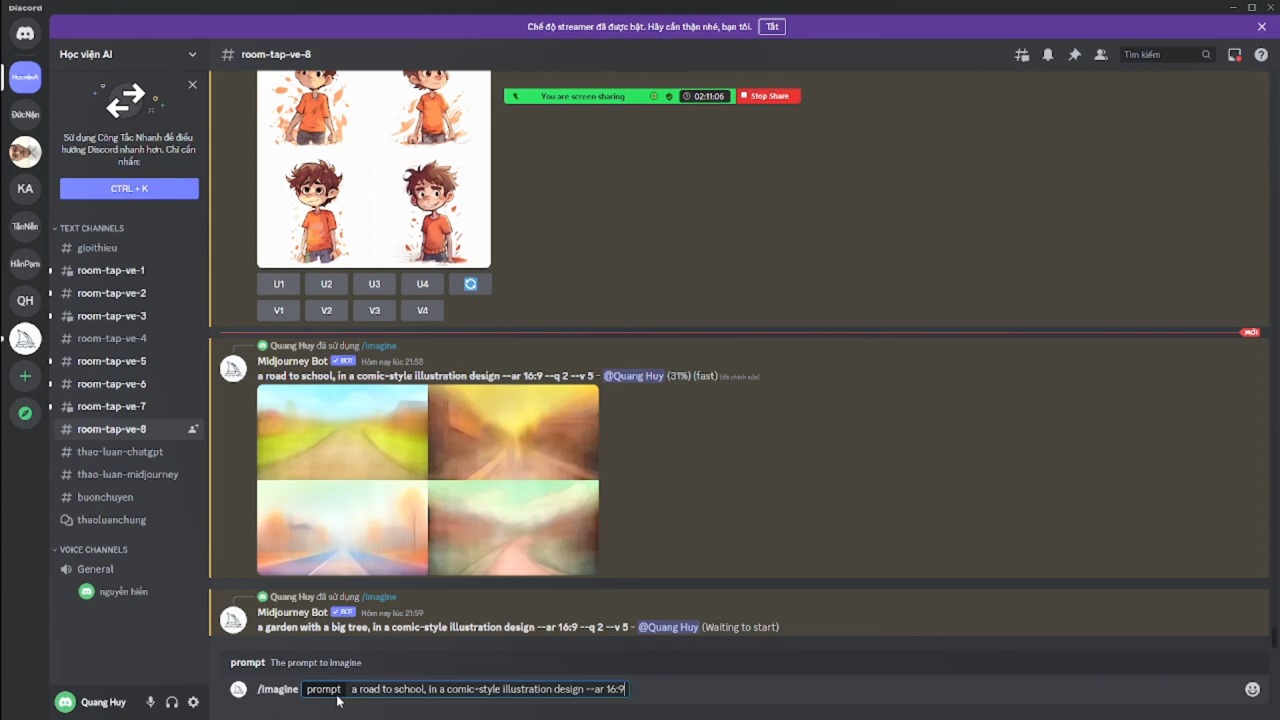 Discord
Chế độ streamer đã được bật. Hãy cẩn thận nhé, bạn tôi.
Tắt
Học viện AI
room-tap-ve-8
Tìm kiếm
You are screen sharing
02:11:06
Stop Share
HọcviệnA
ĐứcNận
KA
TấnNiễn
HằnPạm
QH
Sử dụng Công Tắc Nhanh để điều
hướng Discord nhanh hơn. Chỉ cần
nhấn:
CTRL + K
TEXT CHANNELS
gioithieu
room-tap-ve-1
room-tap-ve-2
room-tap-ve-3
room-tap-ve-4
room-tap-ve-5
room-tap-ve-6
room-tap-ve-7
room-tap-ve-8
thao-luan-chatgpt
thao-luan-midjourney
buonchuyen
thaoluanchung
VOICE CHANNELS
General
nguyễn hiền
Quang Huy
U1 U2 U3 U4
V1 V2 V3 V4
MỚI
Quang Huy đã sử dụng /imagine
Midjourney Bot BOT Hôm nay lúc 21:58
a road to school, in a comic-style illustration design --ar 16:9 --q 2 --v 5 - @Quang Huy (31%) (fast) (đã chỉnh sửa)
Quang Huy đã sử dụng /imagine
Midjourney Bot BOT Hôm nay lúc 21:59
a garden with a big tree, in a comic-style illustration design --ar 16:9 --q 2 --v 5 - @Quang Huy (Waiting to start)
prompt The prompt to imagine
/imagine prompt a road to school, in a comic-style illustration design --ar 16:9